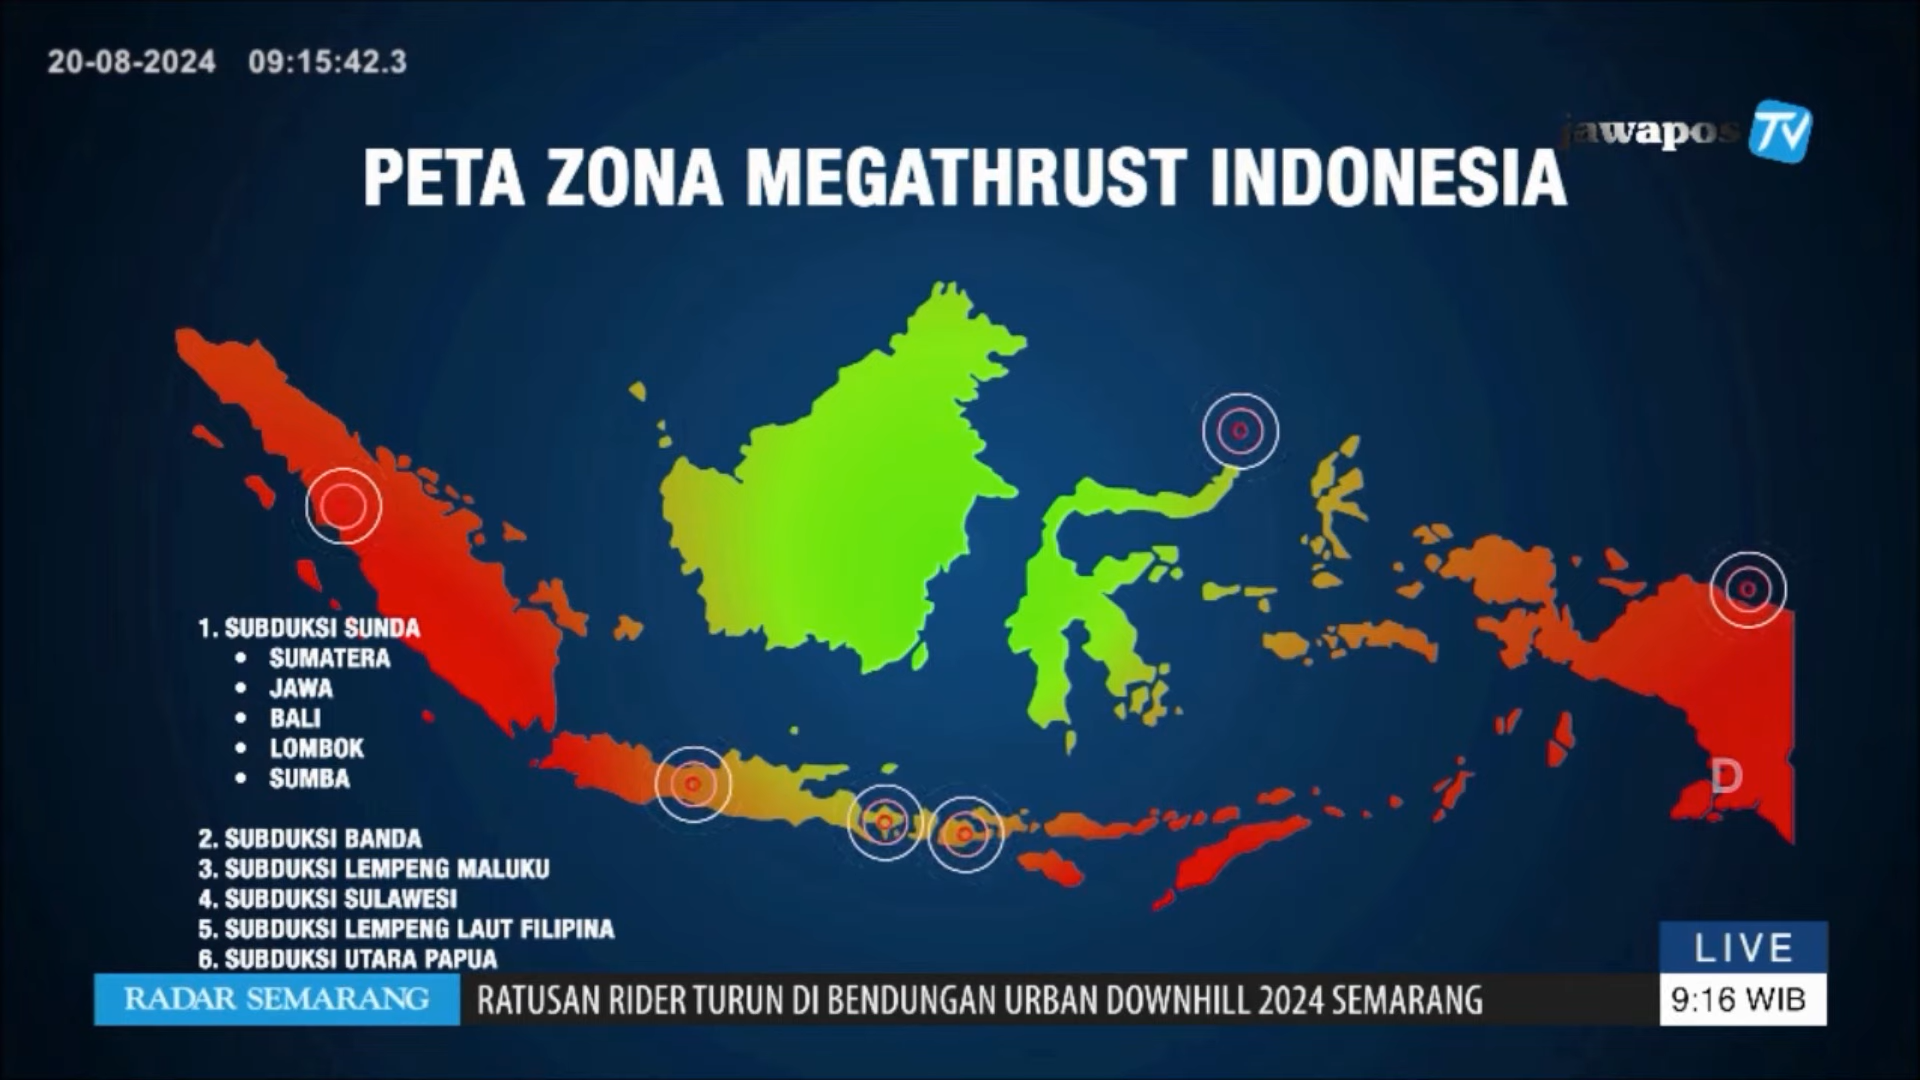 20-08-2024 09:15:42.3
jawapos TV
PETA ZONA MEGATHRUST INDONESIA
1. SUBDUKSI SUNDA
• SUMATERA
• JAWA
• BALI
• LOMBOK
• SUMBA
2. SUBDUKSI BANDA
3. SUBDUKSI LEMPENG MALUKU
4. SUBDUKSI SULAWESI
5. SUBDUKSI LEMPENG LAUT FILIPINA
6. SUBDUKSI UTARA PAPUA
D
LIVE
RADAR SEMARANG RATUSAN RIDER TURUN DI BENDUNGAN URBAN DOWNHILL 2024 SEMARANG 9:16 WIB